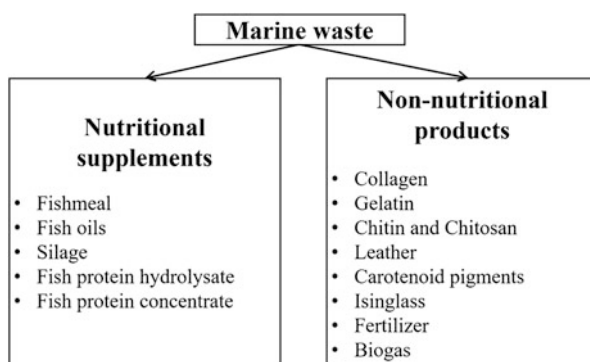 Marine waste
Nutritional
supplements
• Fishmeal
• Fish oils
• Silage
• Fish protein hydrolysate
• Fish protein concentrate
Non-nutritional
products
• Collagen
• Gelatin
• Chitin and Chitosan
• Leather
• Carotenoid pigments
• Isinglass
• Fertilizer
• Biogas